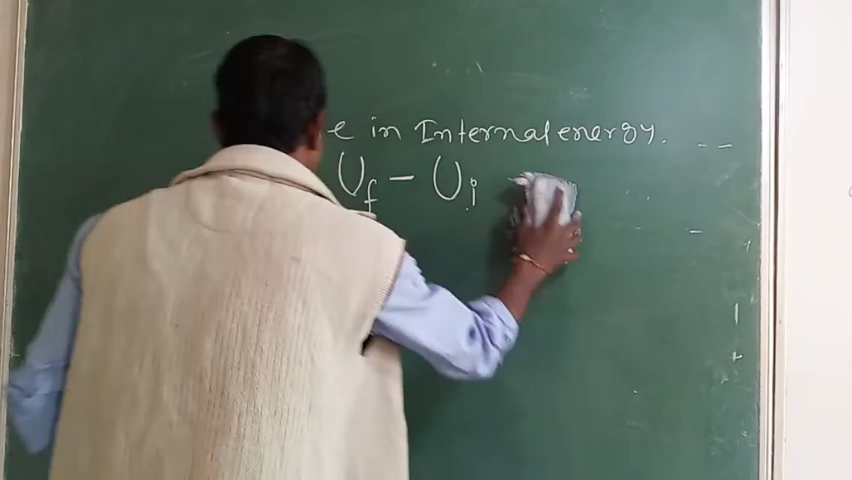 e in Internal energy.
Uf - Ui